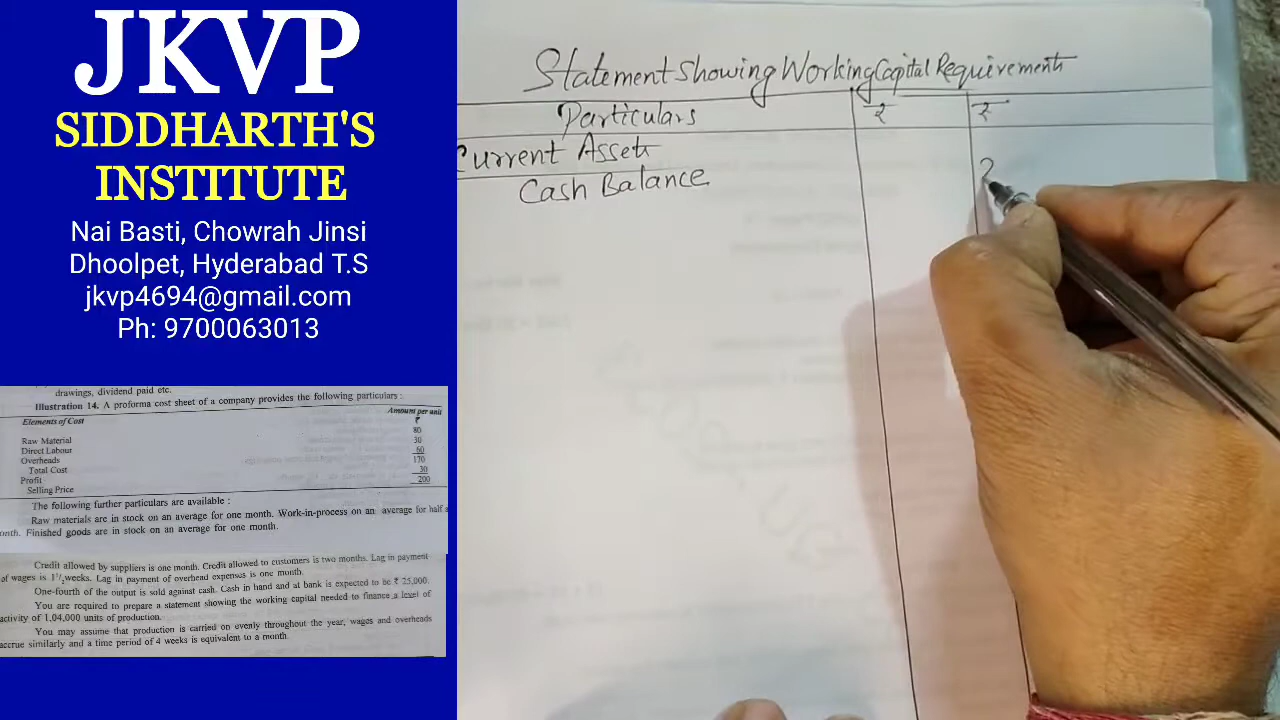 JKVP
SIDDHARTH'S
INSTITUTE
Nai Basti, Chowrah Jinsi
Dhoolpet, Hyderabad T.S
jkvp4694@gmail.com
Ph: 9700063013
drawings, dividend paid etc.
Illustration 14. A proforma cost sheet of a company provides the following particulars :
Elements of Cost Amount per unit
₹
Raw Material 80
Direct Labour 30
Overheads 60
Total Cost 170
Profit 30
Selling Price 200
The following further particulars are available :
Raw materials are in stock on an average for one month. Work-in-process on an average for half a
onth. Finished goods are in stock on an average for one month.
Credit allowed by suppliers is one month. Credit allowed to customers is two months. Lag in payment
of wages is 1½ weeks. Lag in payment of overhead expenses is one month.
One-fourth of the output is sold against cash. Cash in hand and at bank is expected to be ₹ 25,000.
You are required to prepare a statement showing the working capital needed to finance a level of
activity of 1,04,000 units of production.
You may assume that production is carried on evenly throughout the year, wages and overheads
accrue similarly and a time period of 4 weeks is equivalent to a month.
Statement Showing Working Capital Requirements
Particulars ₹ ₹
Current Assets
Cash Balance 2